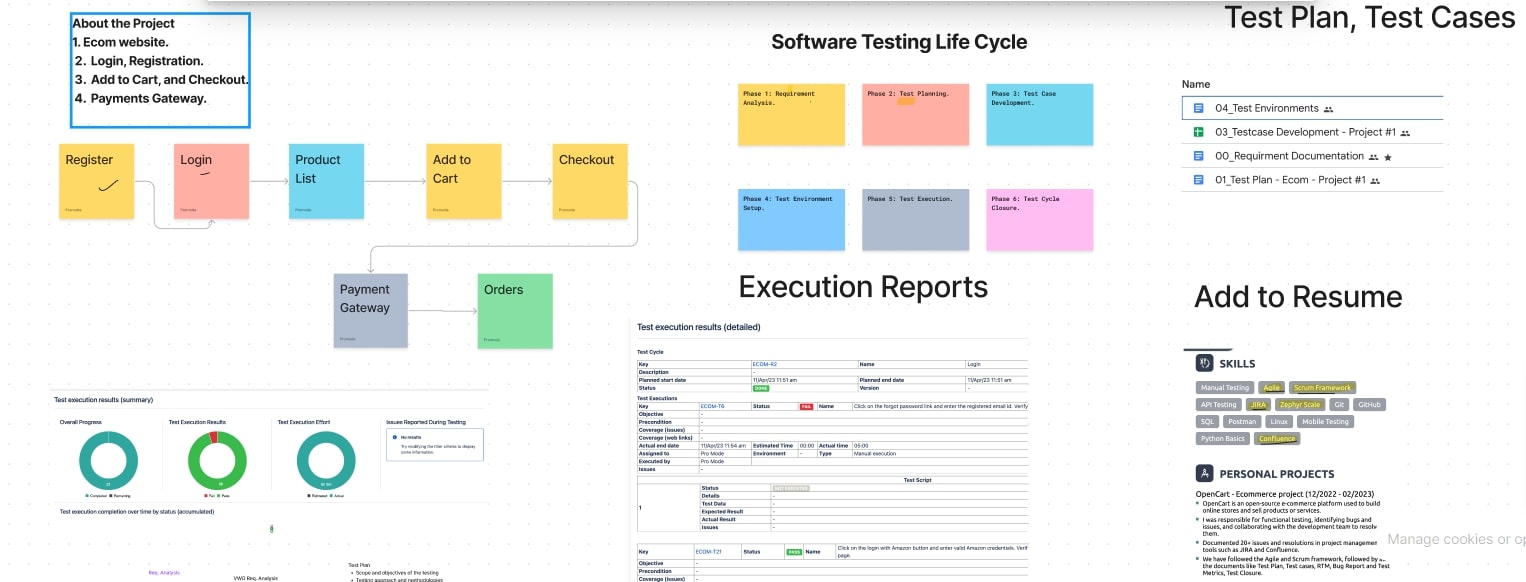 About the Project
1. Ecom website.
2. Login, Registration.
3. Add to Cart, and Checkout.
4. Payments Gateway.
Register
Promode
Login
Promode
Product
List
Promode
Add to
Cart
Promode
Checkout
Promode
Payment
Gateway
Promode
Orders
Promode
Software Testing Life Cycle
Phase 1: Requirement
Analysis.
Phase 2: Test Planning.
Phase 3: Test Case
Development.
Phase 4: Test Environment
Setup.
Phase 5: Test Execution.
Phase 6: Test Cycle
Closure.
Test Plan, Test Cases
Name
04_Test Environments
03_Testcase Development - Project #1
00_Requirment Documentation
01_Test Plan - Ecom - Project #1
Test execution results (summary)
Overall Progress
Test Execution Results
Test Execution Effort
Issues Reported During Testing
No results
Try modifying the filter criteria to display
some information.
Completed Remaining
Fail Pass
Estimated Actual
Test execution completion over time by status (accumulated)
Req. Analysis
VWO Req. Analysis
Test Plan
• Scope and objectives of the testing
• Testing approach and methodologies
Execution Reports
Test execution results (detailed)
Test Cycle
Key ECOM-R2 Name Login
Description -
Planned start date 11/Apr/23 11:51 am Planned end date 11/Apr/23 11:51 am
Status DONE Version -
Test Executions
Key ECOM-T6 Status FAIL Name Click on the forgot password link and enter the registered email id. Verify
Objective -
Precondition -
Coverage (issues) -
Coverage (web links) -
Actual end date 11/Apr/23 11:54 am Estimated Time 00:00 Actual time 05:00
Assigned to Pro Mode Environment - Type Manual execution
Executed by Pro Mode
Issues -
Test Script
1
Status NOT EXECUTED
Details -
Test Data -
Expected Result -
Actual Result -
Issues -
Key ECOM-T21 Status PASS Name Click on the login with Amazon button and enter valid Amazon credentials. Verif
page.
Objective -
Precondition -
Coverage (issues) -
Add to Resume
SKILLS
Manual Testing Agile Scrum Framework
API Testing JIRA Zephyr Scale Git GitHub
SQL Postman Linux Mobile Testing
Python Basics Confluence
PERSONAL PROJECTS
OpenCart - Ecommerce project (12/2022 - 02/2023)
OpenCart is an open-source e-commerce platform used to build
online stores and sell products or services.
I was responsible for functional testing, identifying bugs and
issues, and collaborating with the development team to resolv
them.
Documented 20+ issues and resolutions in project managemer
tools such as JIRA and Confluence.
We have followed the Agile and Scrum framework, followed by
the documents like Test Plan, Test cases, RTM, Bug Report and Test
Metrics, Test Closure.
Manage cookies or op